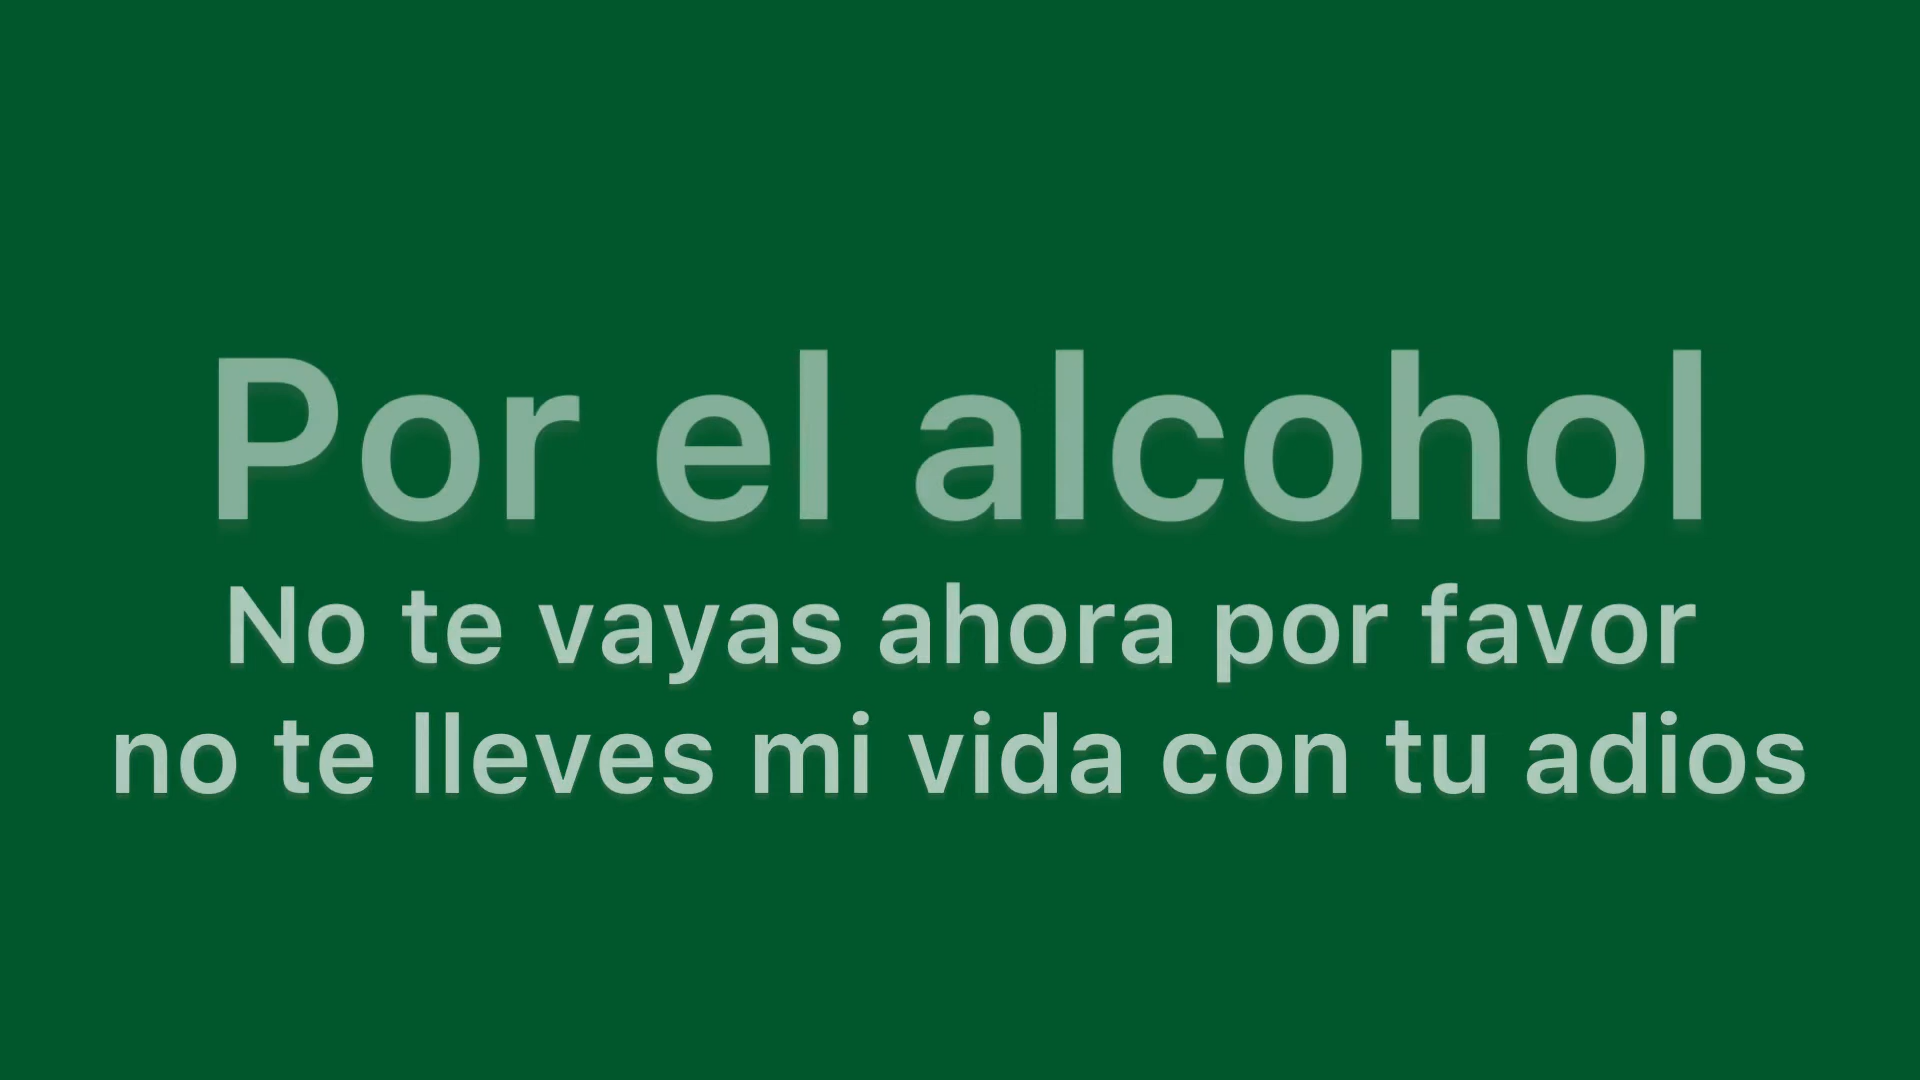 Por el alcohol
No te vayas ahora por favor
no te lleves mi vida con tu adios